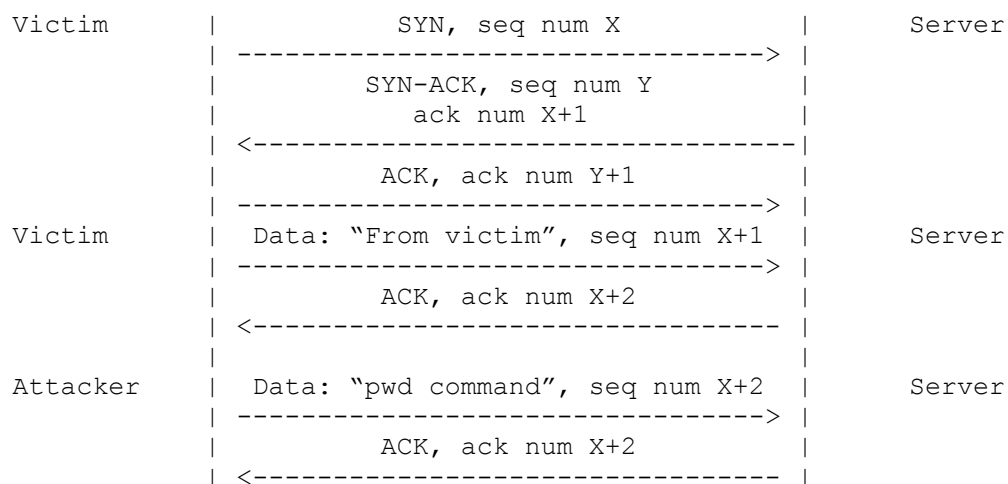 Victim | SYN, seq num X | Server
| ---------------------------------> |
| SYN-ACK, seq num Y |
| ack num X+1 |
| <----------------------------------|
| ACK, ack num Y+1 |
| ---------------------------------> |
Victim | Data: “From victim”, seq num X+1 | Server
| ---------------------------------> |
| ACK, ack num X+2 |
| <--------------------------------- |
| |
Attacker | Data: “pwd command”, seq num X+2 | Server
| ---------------------------------> |
| ACK, ack num X+2 |
| <--------------------------------- |